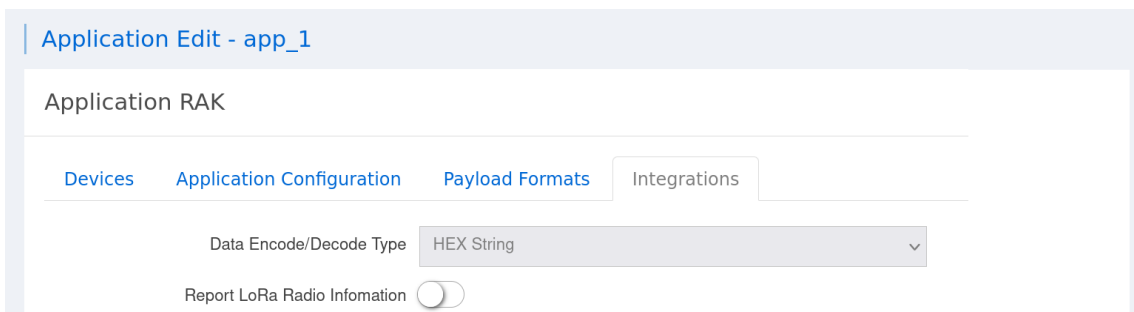 Application Edit - app_1
Application RAK
Devices Application Configuration Payload Formats Integrations
Data Encode/Decode Type HEX String
Report LoRa Radio Infomation